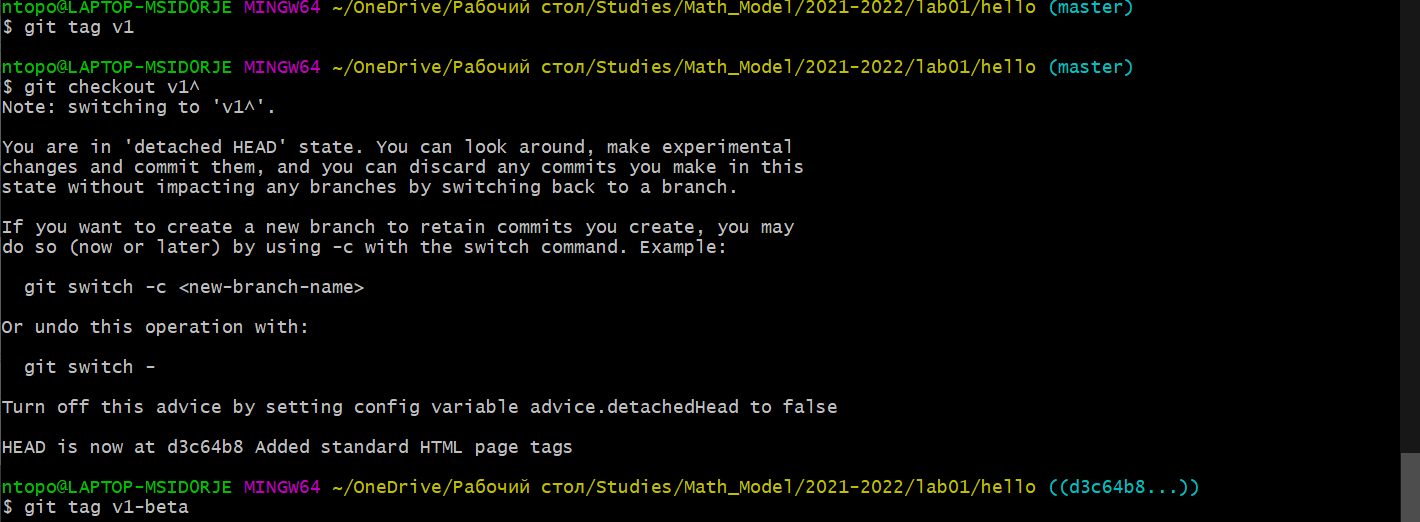 ntopo@LAPTOP-MSID0RJE MINGW64 ~/OneDrive/Рабочий стол/Studies/Math_Model/2021-2022/lab01/hello (master)
$ git tag v1
ntopo@LAPTOP-MSID0RJE MINGW64 ~/OneDrive/Рабочий стол/Studies/Math_Model/2021-2022/lab01/hello (master)
$ git checkout v1^
Note: switching to 'v1^'.
You are in 'detached HEAD' state. You can look around, make experimental
changes and commit them, and you can discard any commits you make in this
state without impacting any branches by switching back to a branch.
If you want to create a new branch to retain commits you create, you may
do so (now or later) by using -c with the switch command. Example:
git switch -c <new-branch-name>
Or undo this operation with:
git switch -
Turn off this advice by setting config variable advice.detachedHead to false
HEAD is now at d3c64b8 Added standard HTML page tags
ntopo@LAPTOP-MSID0RJE MINGW64 ~/OneDrive/Рабочий стол/Studies/Math_Model/2021-2022/lab01/hello ((d3c64b8...))
$ git tag v1-beta